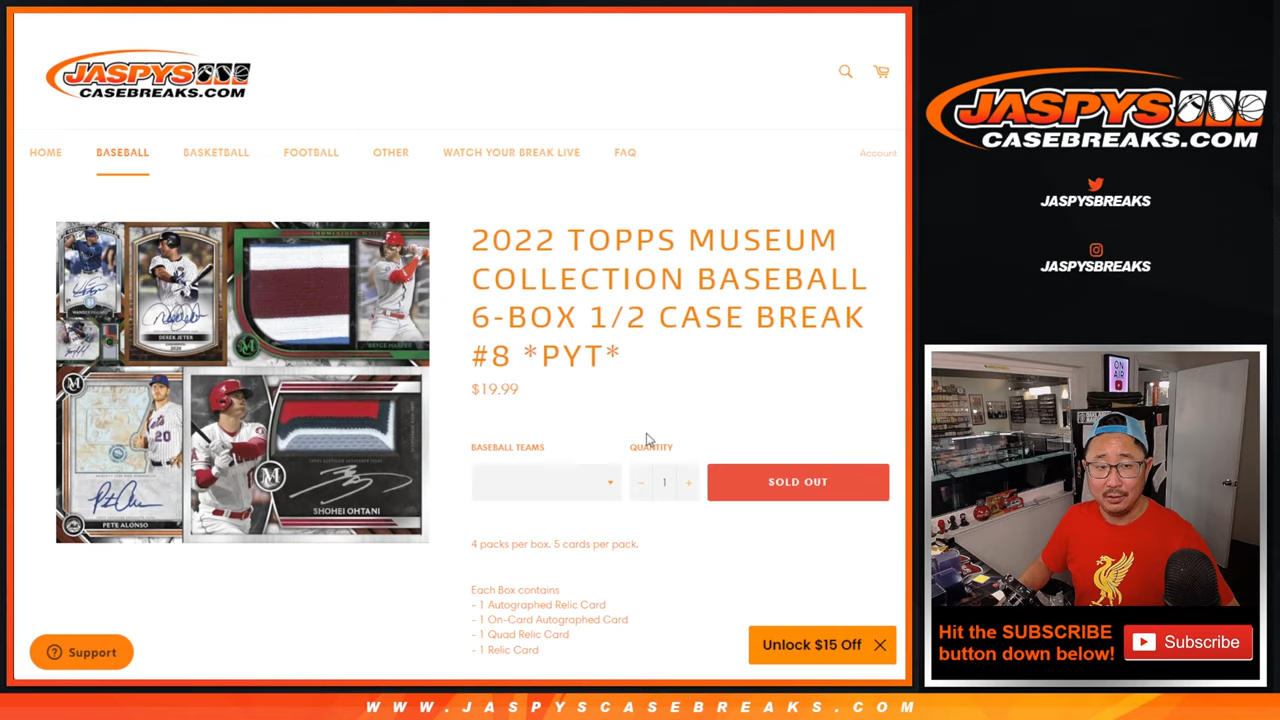 JASPYS
CASEBREAKS.COM
HOME
BASEBALL
BASKETBALL
FOOTBALL
OTHER
WATCH YOUR BREAK LIVE
FAQ
Account
DEREK JETER
PETE ALONSO
SHOHEI OHTANI
2022 TOPPS MUSEUM
COLLECTION BASEBALL
6-BOX 1/2 CASE BREAK
#8 *PYT*
$19.99
BASEBALL TEAMS
QUANTITY
− 1 +
SOLD OUT
4 packs per box. 5 cards per pack.
Each Box contains
- 1 Autographed Relic Card
- 1 On-Card Autographed Card
- 1 Quad Relic Card
- 1 Relic Card
Support
Unlock $15 Off
JASPYS
CASEBREAKS.COM
JASPYSBREAKS
JASPYSBREAKS
ON
AIR
Hit the SUBSCRIBE
button down below!
Subscribe
WWW.JASPYSCASEBREAKS.COM